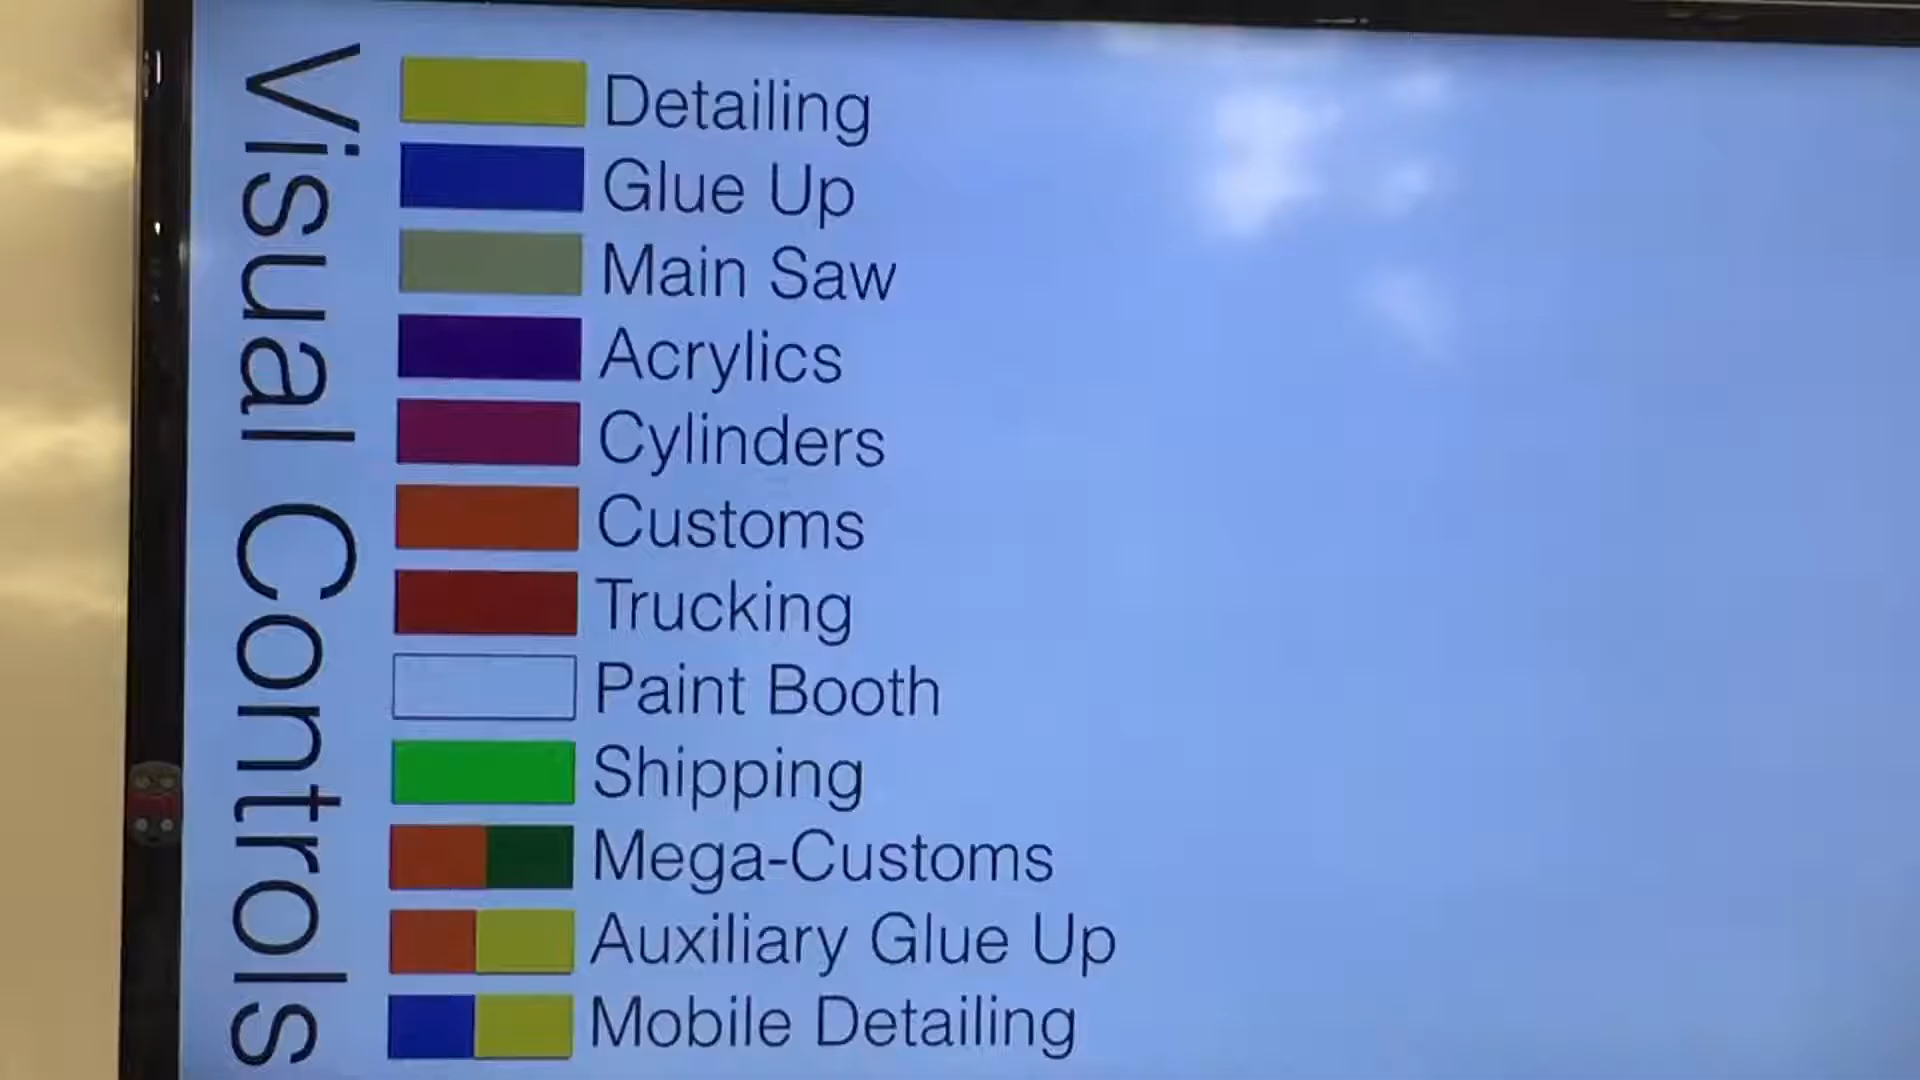 Visual Controls
Detailing
Glue Up
Main Saw
Acrylics
Cylinders
Customs
Trucking
Paint Booth
Shipping
Mega-Customs
Auxiliary Glue Up
Mobile Detailing